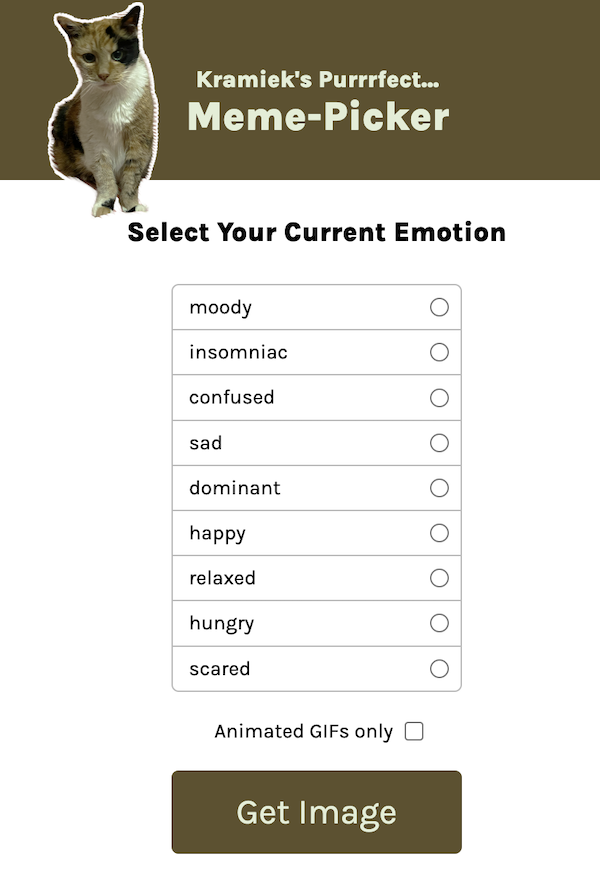 Kramiek's Purrrfect...
Meme-Picker
Select Your Current Emotion
moody
insomniac
confused
sad
dominant
happy
relaxed
hungry
scared
Animated GIFs only
Get Image